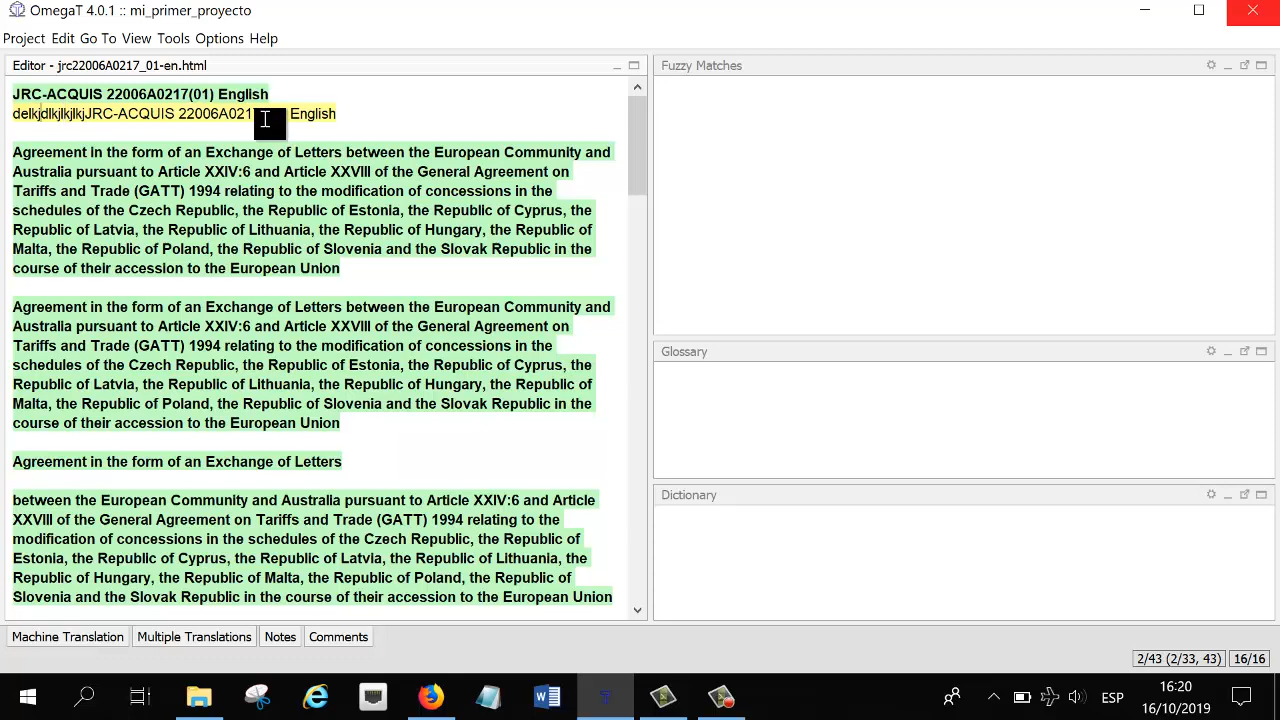 OmegaT 4.0.1 :: mi_primer_proyecto
Project Edit Go To View Tools Options Help
Editor - jrc22006A0217_01-en.html
JRC-ACQUIS 22006A0217(01) English
delkjdlkjlkjlkjJRC-ACQUIS 22006A021 English
Agreement in the form of an Exchange of Letters between the European Community and
Australia pursuant to Article XXIV:6 and Article XXVIII of the General Agreement on
Tariffs and Trade (GATT) 1994 relating to the modification of concessions in the
schedules of the Czech Republic, the Republic of Estonia, the Republic of Cyprus, the
Republic of Latvia, the Republic of Lithuania, the Republic of Hungary, the Republic of
Malta, the Republic of Poland, the Republic of Slovenia and the Slovak Republic in the
course of their accession to the European Union
Agreement in the form of an Exchange of Letters between the European Community and
Australia pursuant to Article XXIV:6 and Article XXVIII of the General Agreement on
Tariffs and Trade (GATT) 1994 relating to the modification of concessions in the
schedules of the Czech Republic, the Republic of Estonia, the Republic of Cyprus, the
Republic of Latvia, the Republic of Lithuania, the Republic of Hungary, the Republic of
Malta, the Republic of Poland, the Republic of Slovenia and the Slovak Republic in the
course of their accession to the European Union
Agreement in the form of an Exchange of Letters
between the European Community and Australia pursuant to Article XXIV:6 and Article
XXVIII of the General Agreement on Tariffs and Trade (GATT) 1994 relating to the
modification of concessions in the schedules of the Czech Republic, the Republic of
Estonia, the Republic of Cyprus, the Republic of Latvia, the Republic of Lithuania, the
Republic of Hungary, the Republic of Malta, the Republic of Poland, the Republic of
Slovenia and the Slovak Republic in the course of their accession to the European Union
Fuzzy Matches
Glossary
Dictionary
Machine Translation Multiple Translations Notes Comments
2/43 (2/33, 43) 16/16
ESP
16:20
16/10/2019